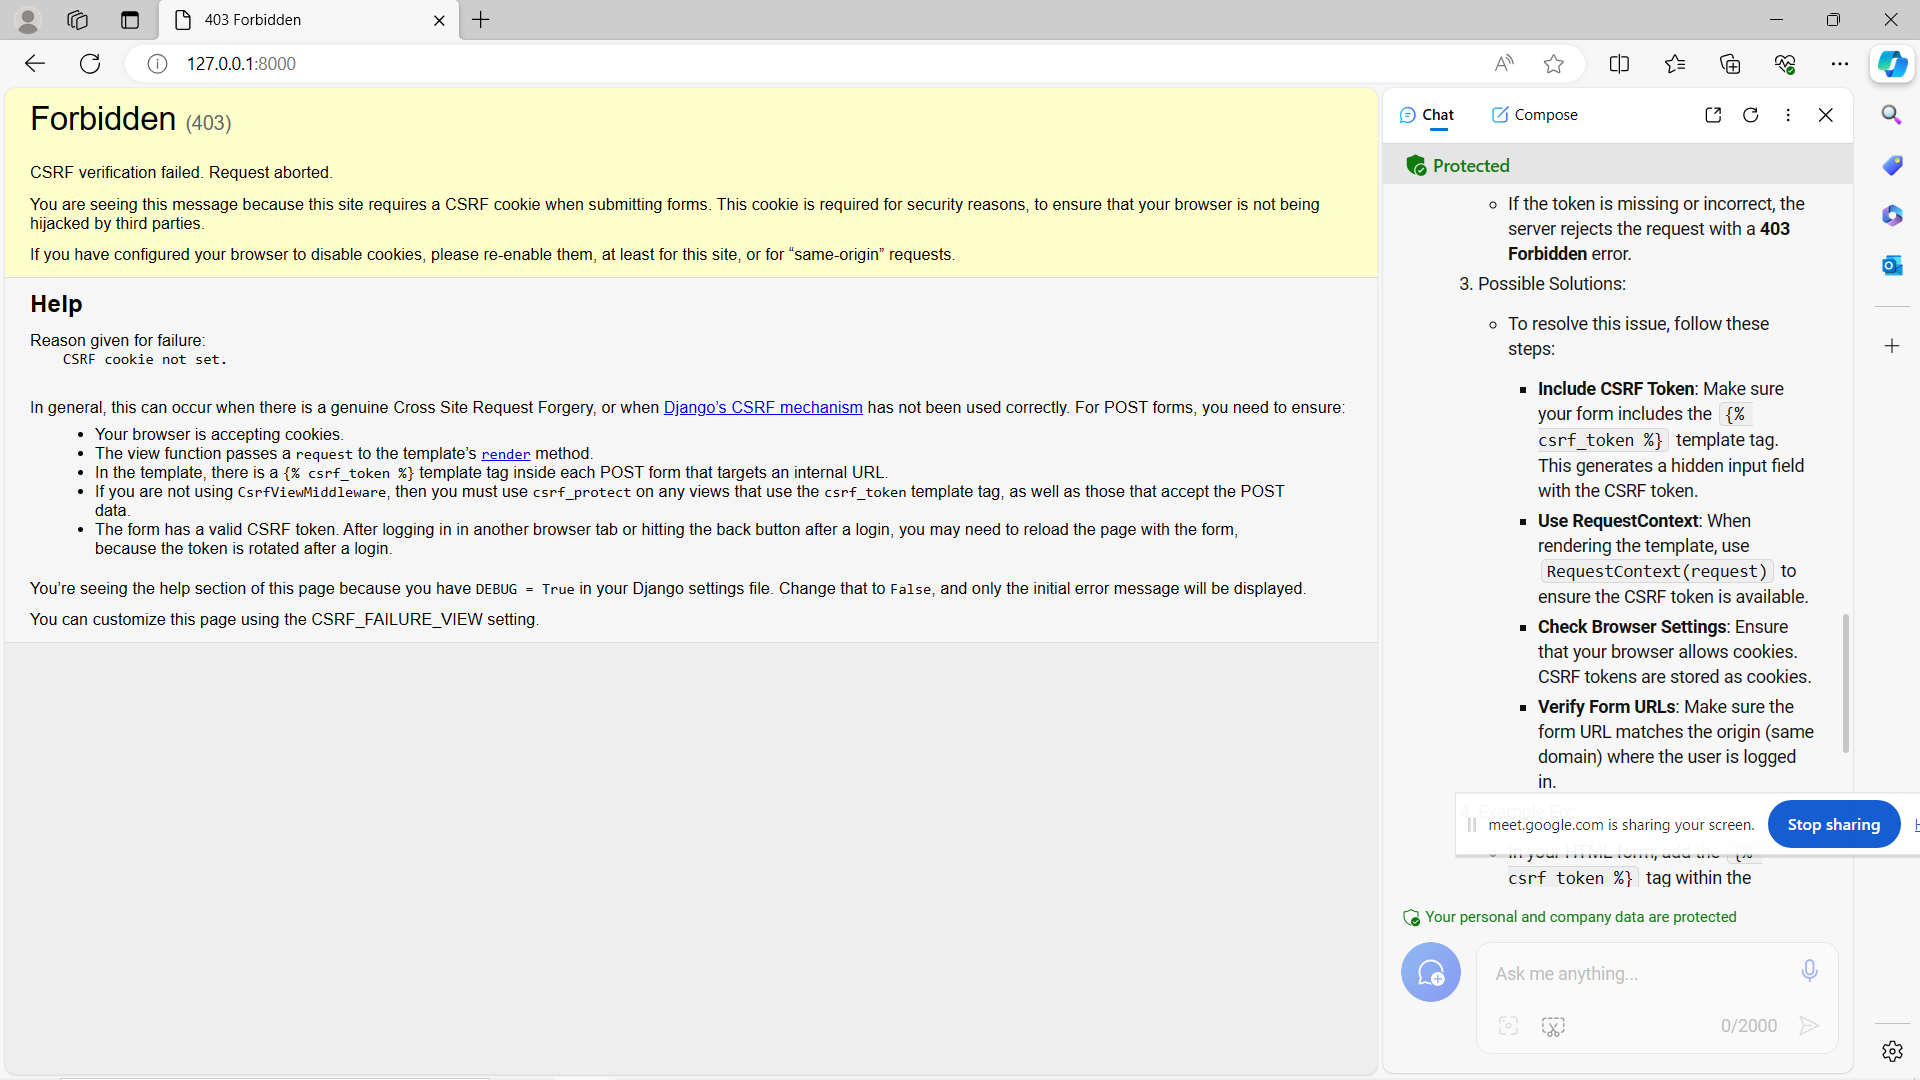 403 Forbidden
127.0.0.1:8000
Forbidden (403)
CSRF verification failed. Request aborted.
You are seeing this message because this site requires a CSRF cookie when submitting forms. This cookie is required for security reasons, to ensure that your browser is not being
hijacked by third parties.
If you have configured your browser to disable cookies, please re-enable them, at least for this site, or for “same-origin” requests.
Help
Reason given for failure:
CSRF cookie not set.
In general, this can occur when there is a genuine Cross Site Request Forgery, or when Django’s CSRF mechanism has not been used correctly. For POST forms, you need to ensure:
• Your browser is accepting cookies.
• The view function passes a request to the template’s render method.
• In the template, there is a {% csrf_token %} template tag inside each POST form that targets an internal URL.
• If you are not using CsrfViewMiddleware, then you must use csrf_protect on any views that use the csrf_token template tag, as well as those that accept the POST
data.
• The form has a valid CSRF token. After logging in in another browser tab or hitting the back button after a login, you may need to reload the page with the form,
because the token is rotated after a login.
You’re seeing the help section of this page because you have DEBUG = True in your Django settings file. Change that to False, and only the initial error message will be displayed.
You can customize this page using the CSRF_FAILURE_VIEW setting.
Chat
Compose
Protected
If the token is missing or incorrect, the
server rejects the request with a 403
Forbidden error.
3. Possible Solutions:
To resolve this issue, follow these
steps:
Include CSRF Token: Make sure
your form includes the {%
csrf_token %} template tag.
This generates a hidden input field
with the CSRF token.
Use RequestContext: When
rendering the template, use
RequestContext(request) to
ensure the CSRF token is available.
Check Browser Settings: Ensure
that your browser allows cookies.
CSRF tokens are stored as cookies.
Verify Form URLs: Make sure the
form URL matches the origin (same
domain) where the user is logged
in.
4. Example Fix:
meet.google.com is sharing your screen.
Stop sharing
In your HTML form, add the {%
csrf_token %} tag within the
Your personal and company data are protected
Ask me anything...
0/2000